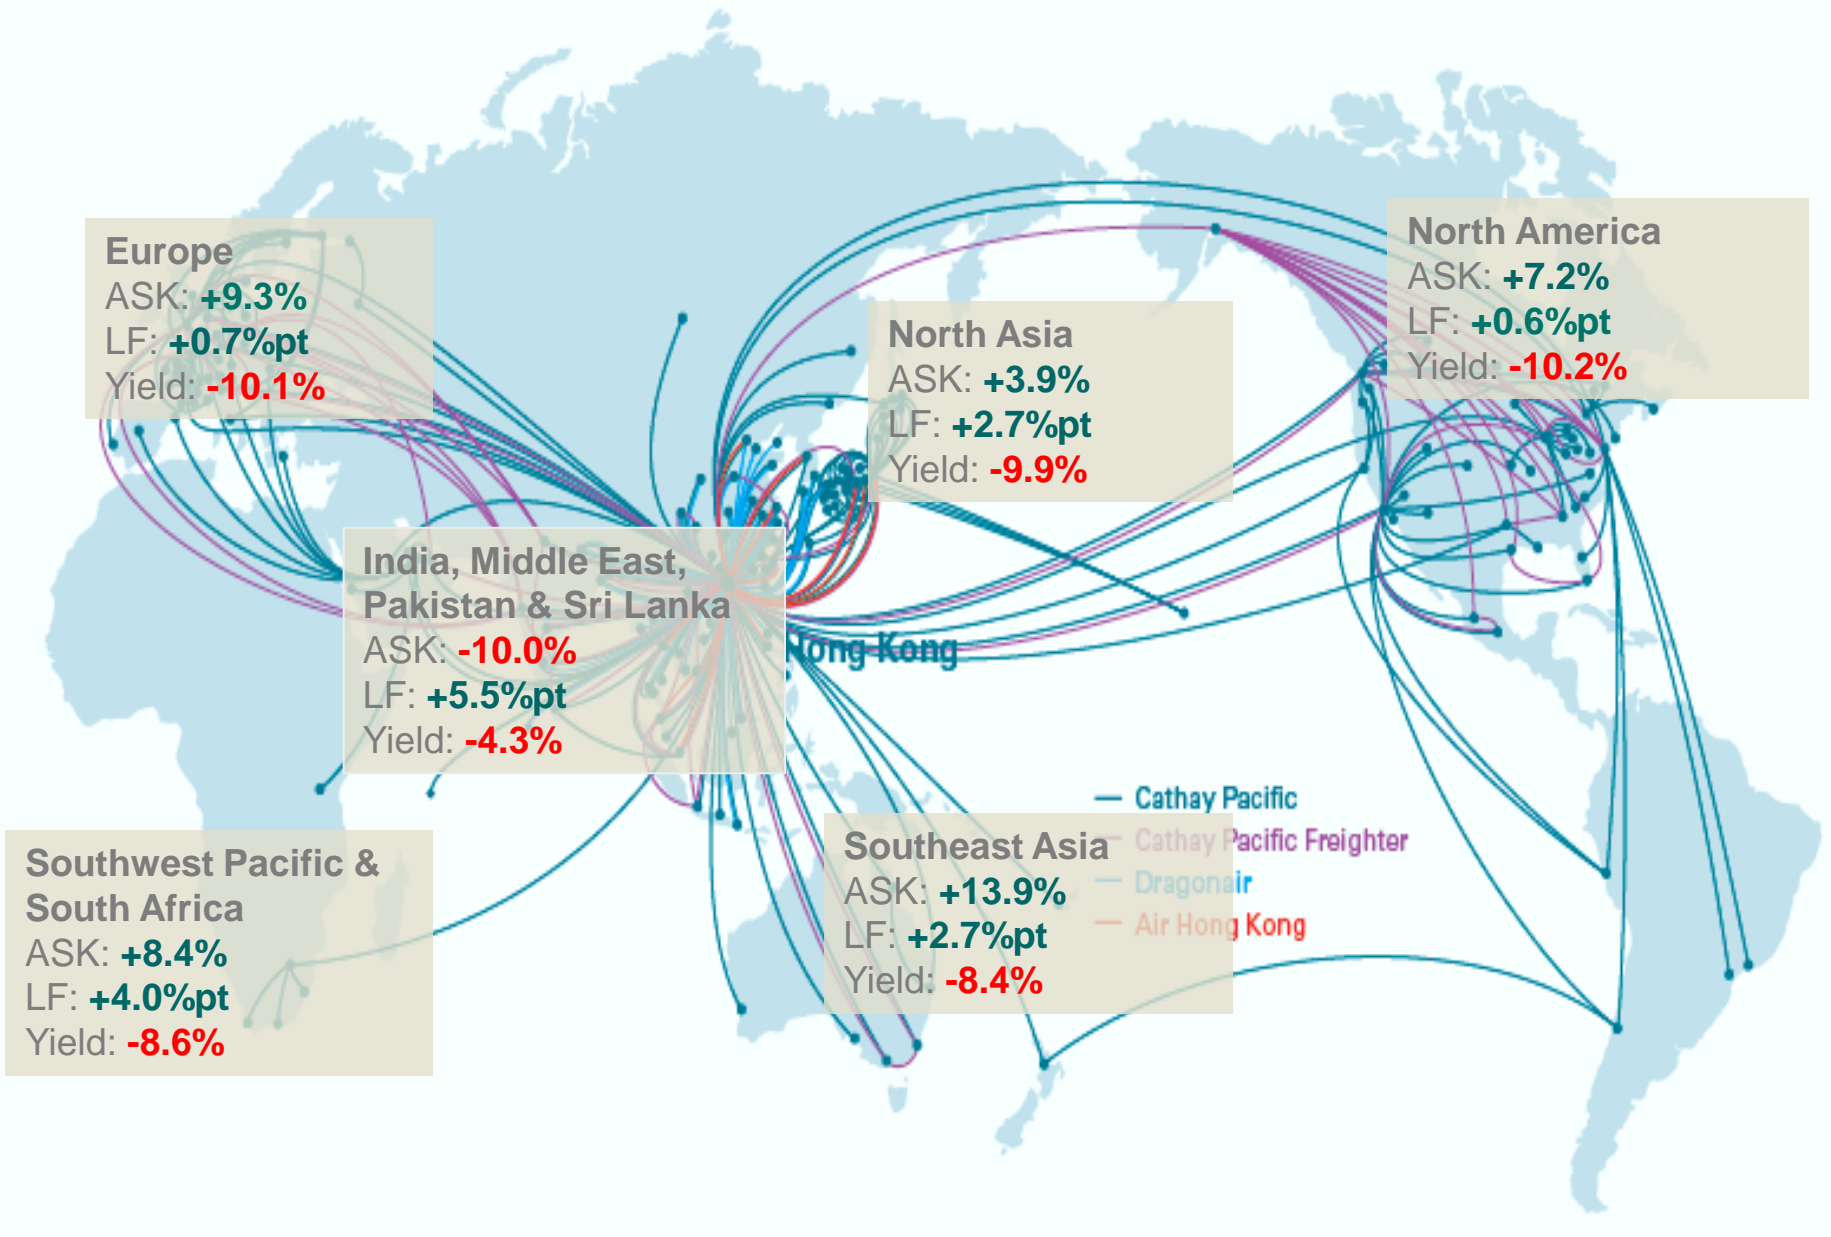 Europe
ASK: +9.3%
LF: +0.7%pt
Yield: -10.1%
North America
ASK: +7.2%
LF: +0.6%pt
Yield: -10.2%
North Asia
ASK: +3.9%
LF: +2.7%pt
Yield: -9.9%
India, Middle East,
Pakistan & Sri Lanka
ASK: -10.0%
LF: +5.5%pt
Yield: -4.3%
Hong Kong
Southwest Pacific &
South Africa
ASK: +8.4%
LF: +4.0%pt
Yield: -8.6%
Southeast Asia
ASK: +13.9%
LF: +2.7%pt
Yield: -8.4%
Cathay Pacific
Cathay Pacific Freighter
Dragonair
Air Hong Kong